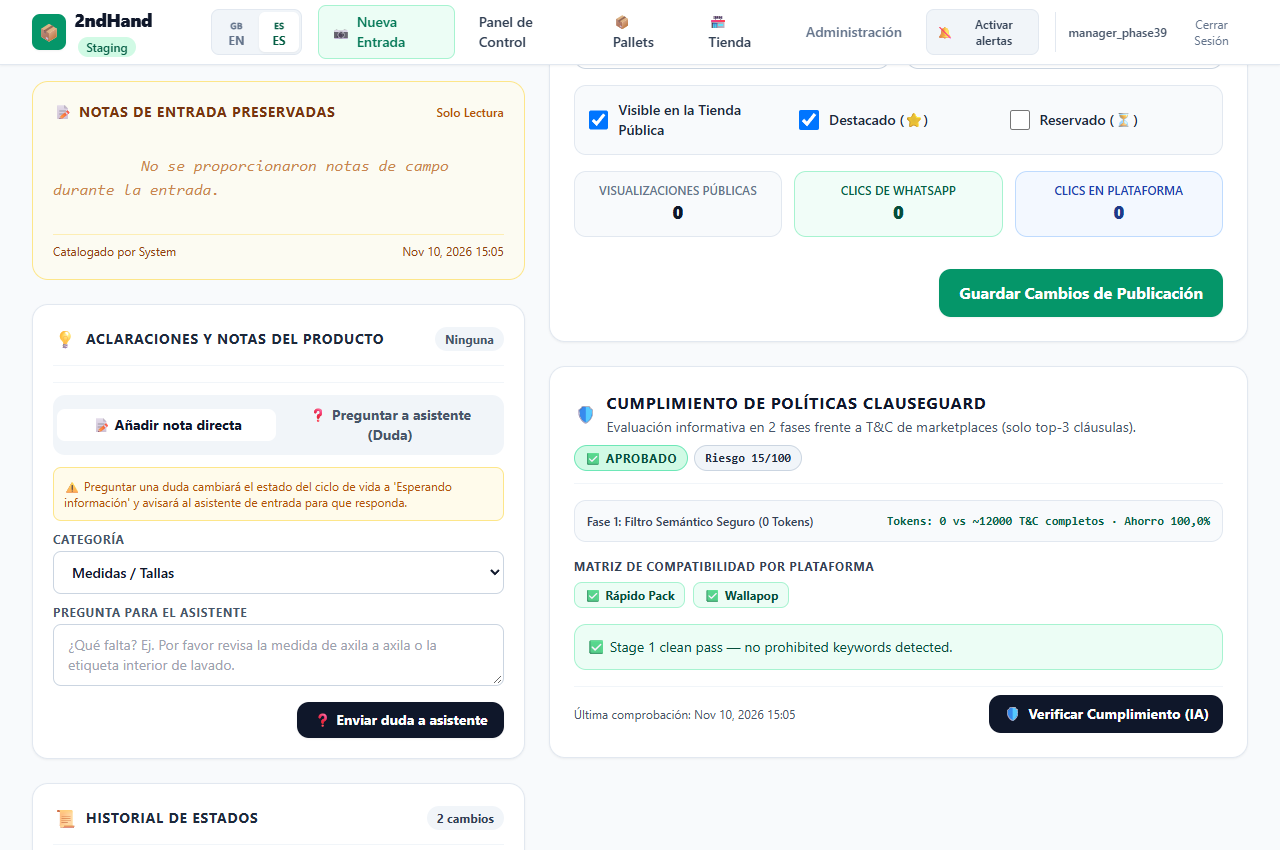 2ndHand
Staging
GB
EN
ES
ES
Nueva
Entrada
Panel de
Control
Pallets
Tienda
Administración
Activar
alertas
manager_phase39
Cerrar
Sesión
NOTAS DE ENTRADA PRESERVADAS
Solo Lectura
No se proporcionaron notas de campo
durante la entrada.
Catalogado por System
Nov 10, 2026 15:05
ACLARACIONES Y NOTAS DEL PRODUCTO
Ninguna
Añadir nota directa
Preguntar a asistente
(Duda)
Preguntar una duda cambiará el estado del ciclo de vida a 'Esperando
información' y avisará al asistente de entrada para que responda.
CATEGORÍA
Medidas / Tallas
PREGUNTA PARA EL ASISTENTE
¿Qué falta? Ej. Por favor revisa la medida de axila a axila o la
etiqueta interior de lavado.
Enviar duda a asistente
HISTORIAL DE ESTADOS
2 cambios
Visible en la Tienda
Pública
Destacado (⭐)
Reservado (⏳)
VISUALIZACIONES PÚBLICAS
0
CLICS DE WHATSAPP
0
CLICS EN PLATAFORMA
0
Guardar Cambios de Publicación
CUMPLIMIENTO DE POLÍTICAS CLAUSEGUARD
Evaluación informativa en 2 fases frente a T&C de marketplaces (solo top-3 cláusulas).
APROBADO
Riesgo 15/100
Fase 1: Filtro Semántico Seguro (0 Tokens)
Tokens: 0 vs ~12000 T&C completos · Ahorro 100,0%
MATRIZ DE COMPATIBILIDAD POR PLATAFORMA
Rápido Pack
Wallapop
Stage 1 clean pass — no prohibited keywords detected.
Última comprobación: Nov 10, 2026 15:05
Verificar Cumplimiento (IA)